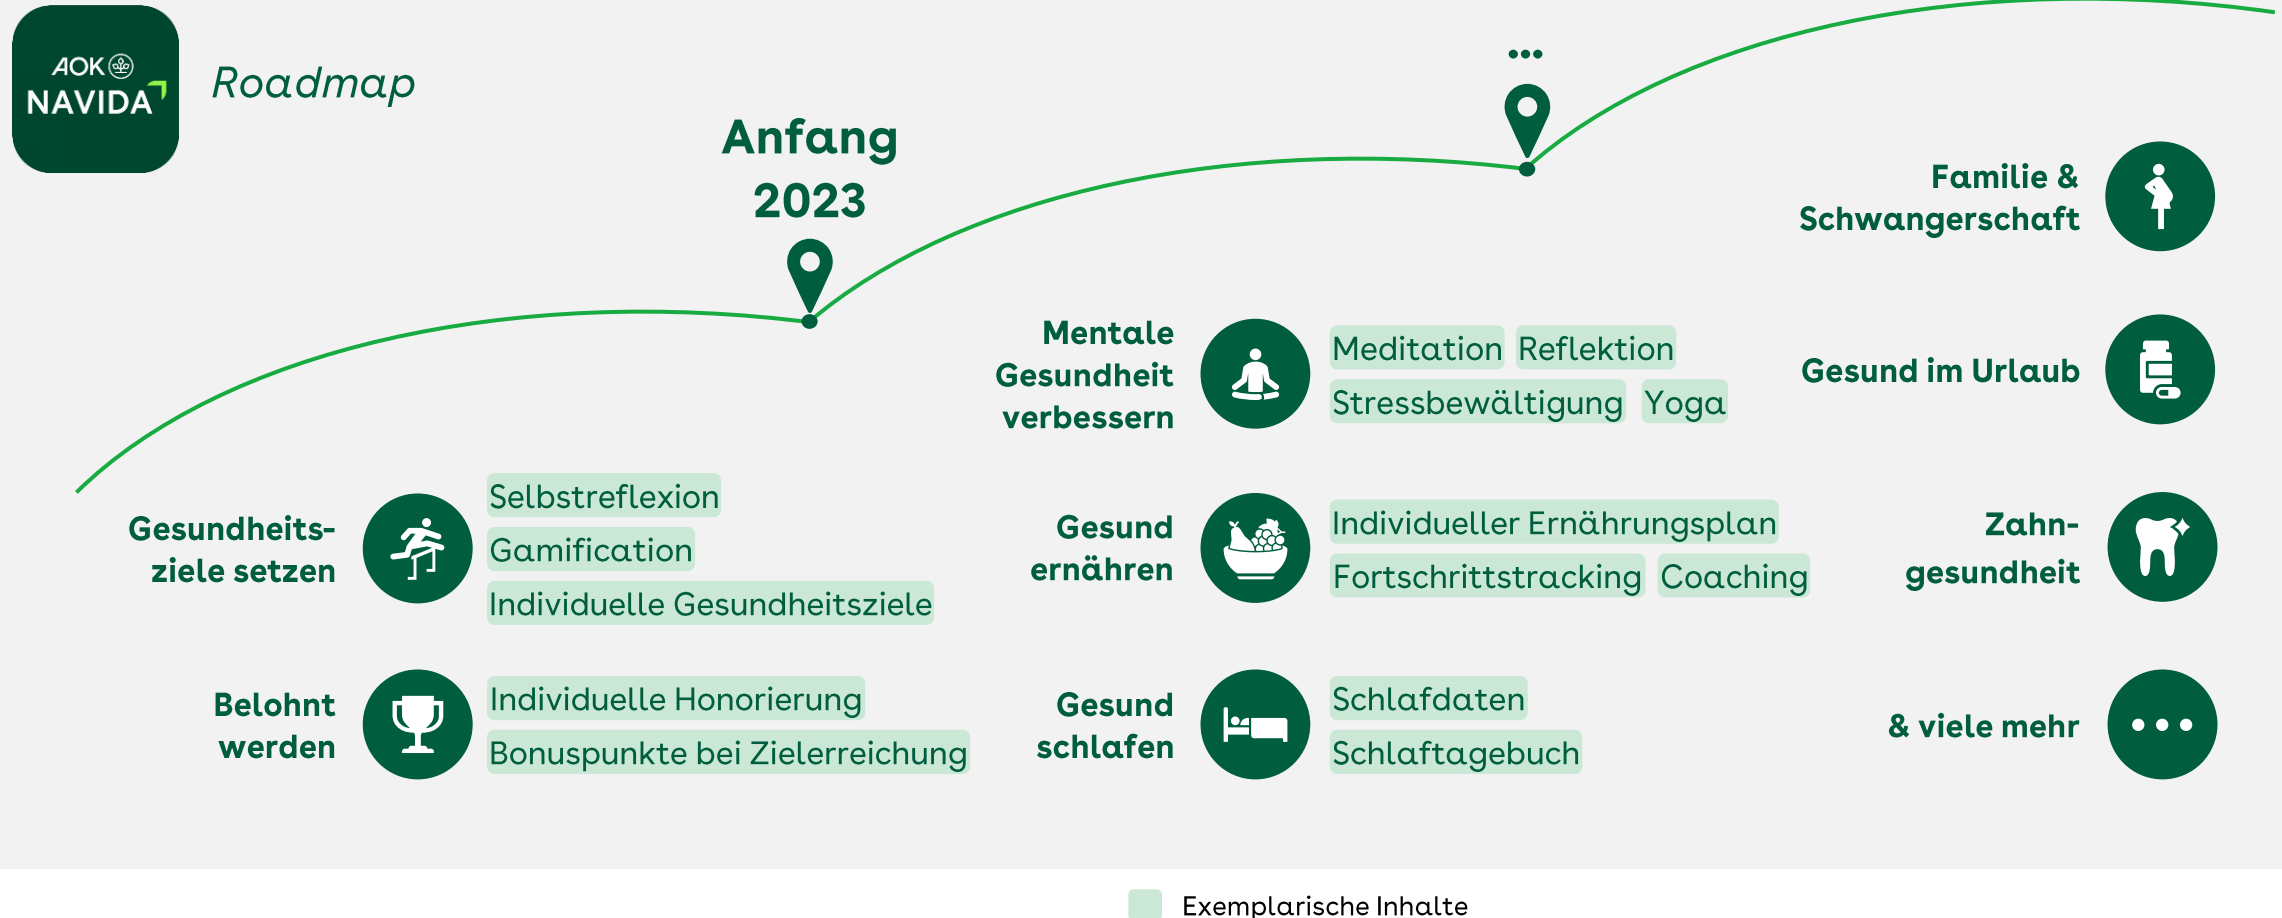 AOK
NAVIDA
Roadmap
Anfang
2023
...
Gesundheits-
ziele setzen
Selbstreflexion
Gamification
Individuelle Gesundheitsziele
Belohnt
werden
Individuelle Honorierung
Bonuspunkte bei Zielerreichung
Mentale
Gesundheit
verbessern
Meditation Reflektion
Stressbewältigung Yoga
Gesund
ernähren
Individueller Ernährungsplan
Fortschrittstracking Coaching
Gesund
schlafen
Schlafdaten
Schlaftagebuch
Familie &
Schwangerschaft
Gesund im Urlaub
Zahn-
gesundheit
& viele mehr
Exemplarische Inhalte